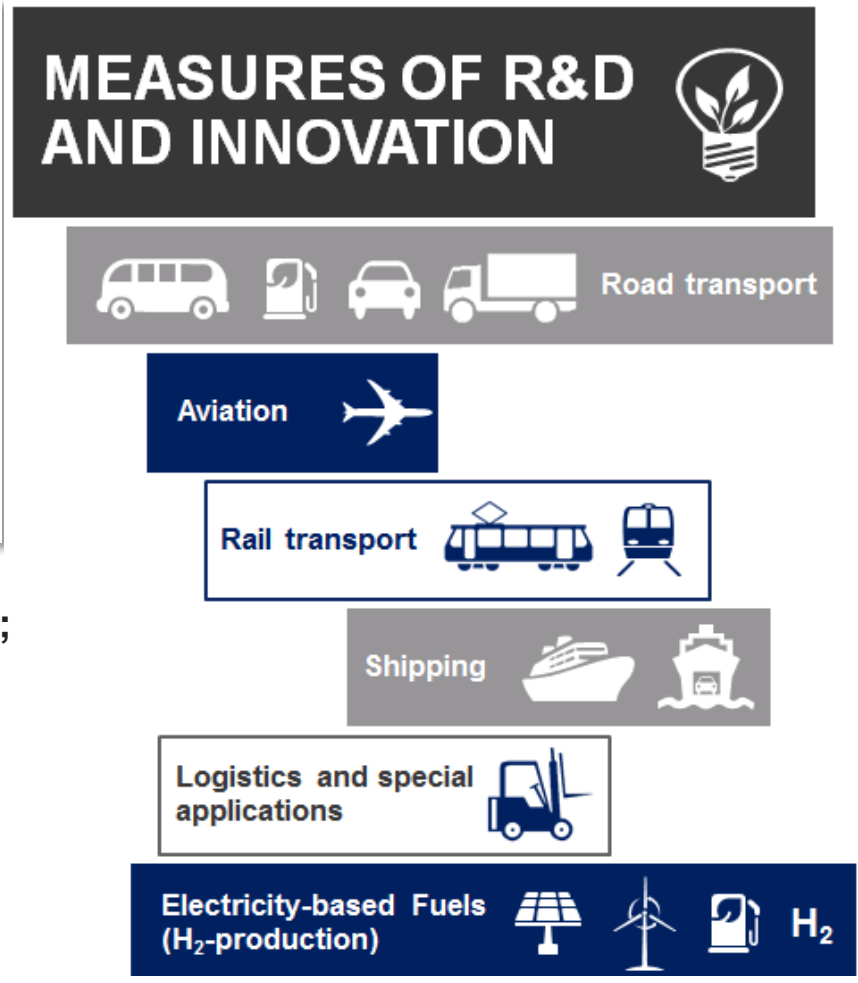 MEASURES OF R&D
AND INNOVATION
Road transport
Aviation
Rail transport
;
Shipping
Logistics and special
applications
Electricity-based Fuels
(H₂-production)
H₂